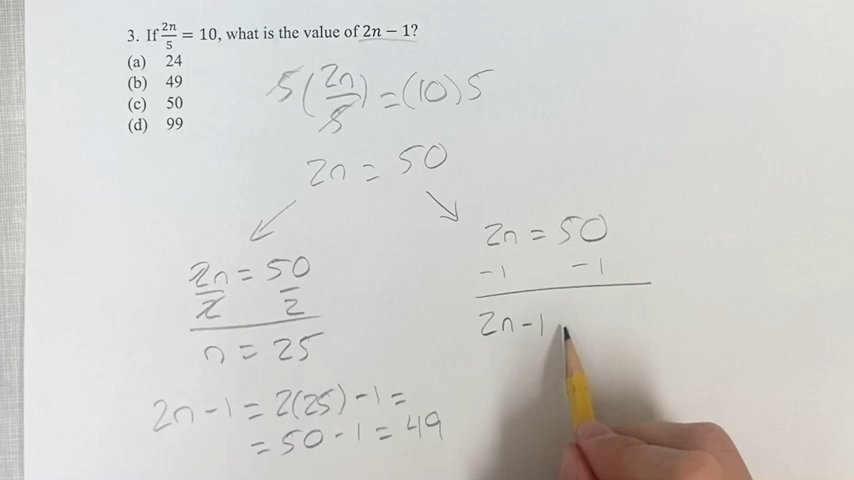 3. If 2n/5 = 10, what is the value of 2n − 1?
(a) 24
(b) 49
(c) 50
(d) 99
5(2n/5) = (10)5
2n = 50
2n = 50
2 2
n = 25
2n - 1 = 2(25) - 1 =
= 50 - 1 = 49
2n = 50
-1 -1
2n - 1